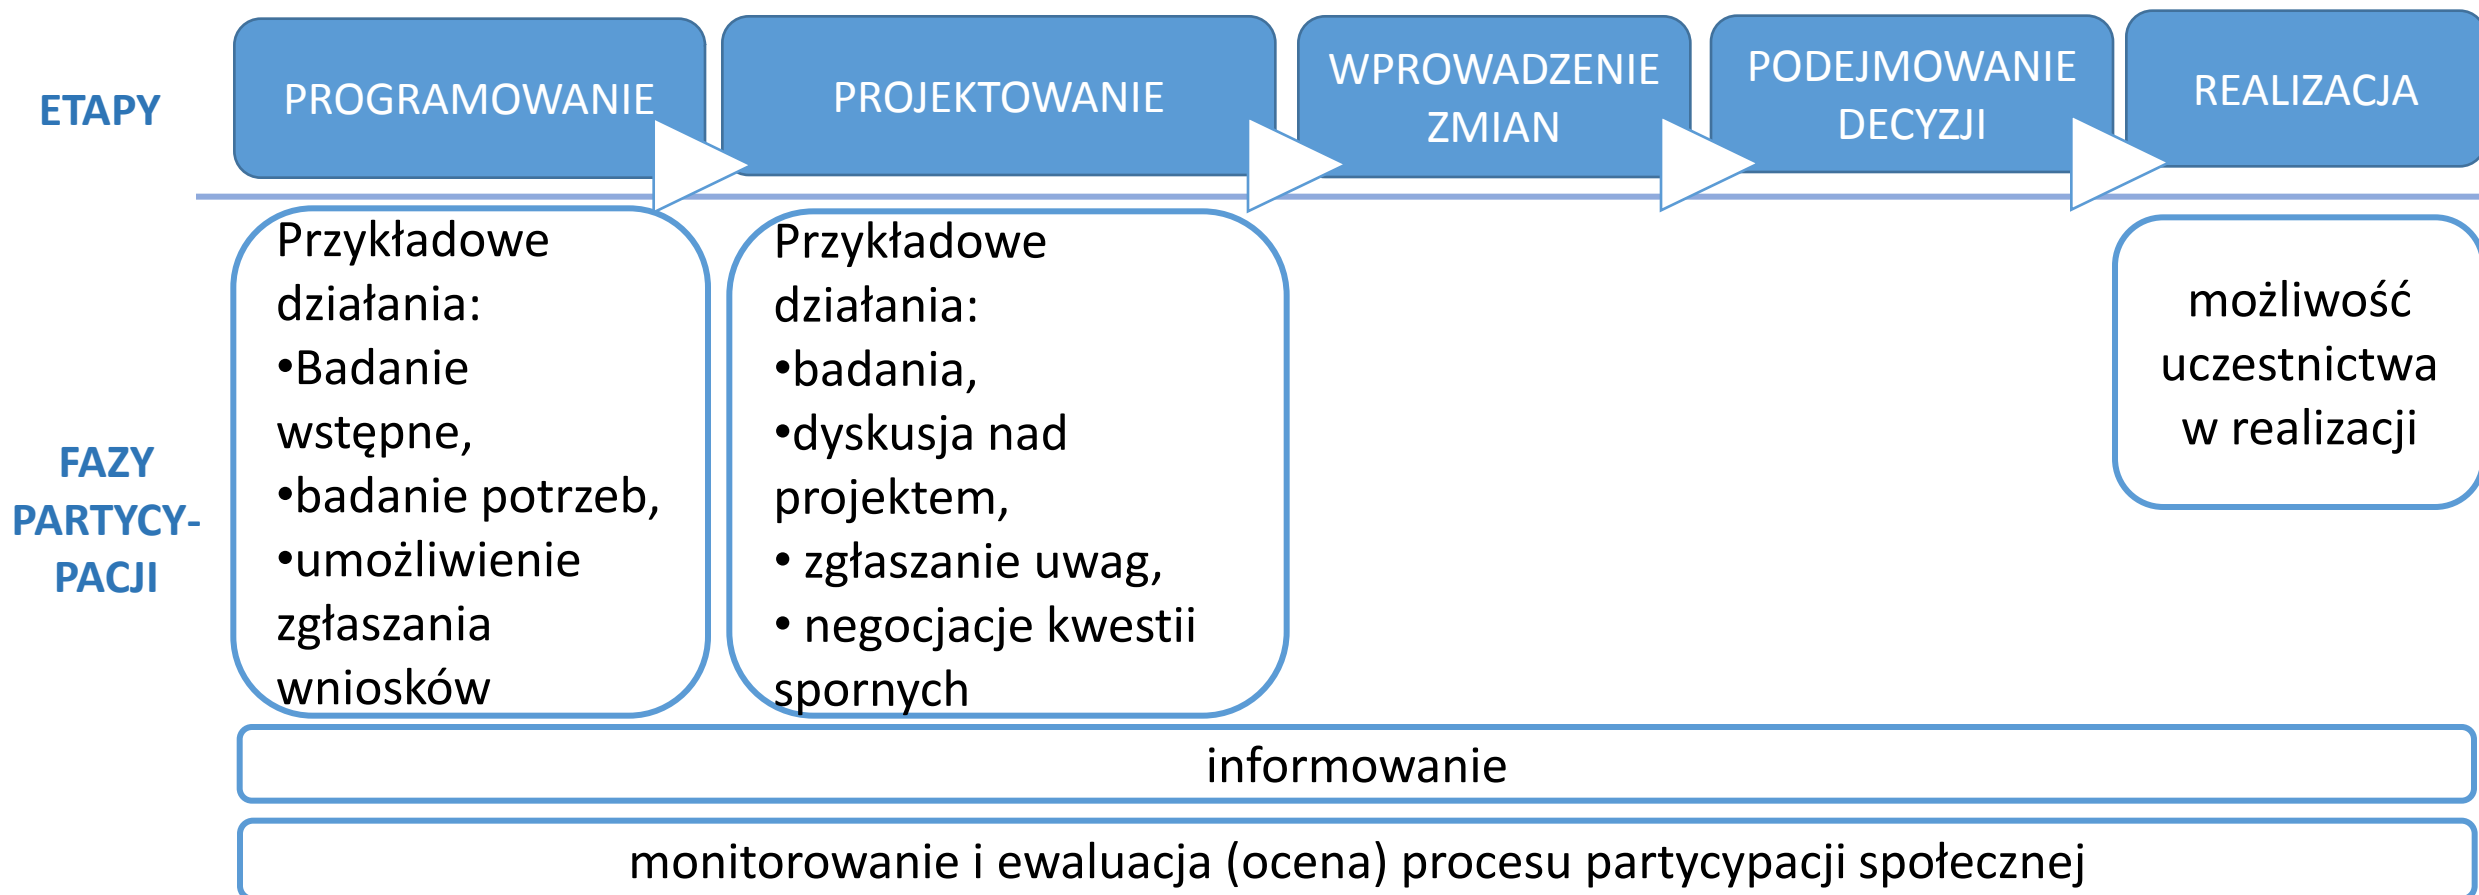 ETAPY
PROGRAMOWANIE
PROJEKTOWANIE
WPROWADZENIE
ZMIAN
PODEJMOWANIE
DECYZJI
REALIZACJA
FAZY
PARTYCY-
PACJI
Przykładowe
działania:
•Badanie
wstępne,
•badanie potrzeb,
•umożliwienie
zgłaszania
wniosków
Przykładowe
działania:
•badania,
•dyskusja nad
projektem,
• zgłaszanie uwag,
• negocjacje kwestii
spornych
możliwość
uczestnictwa
w realizacji
informowanie
monitorowanie i ewaluacja (ocena) procesu partycypacji społecznej